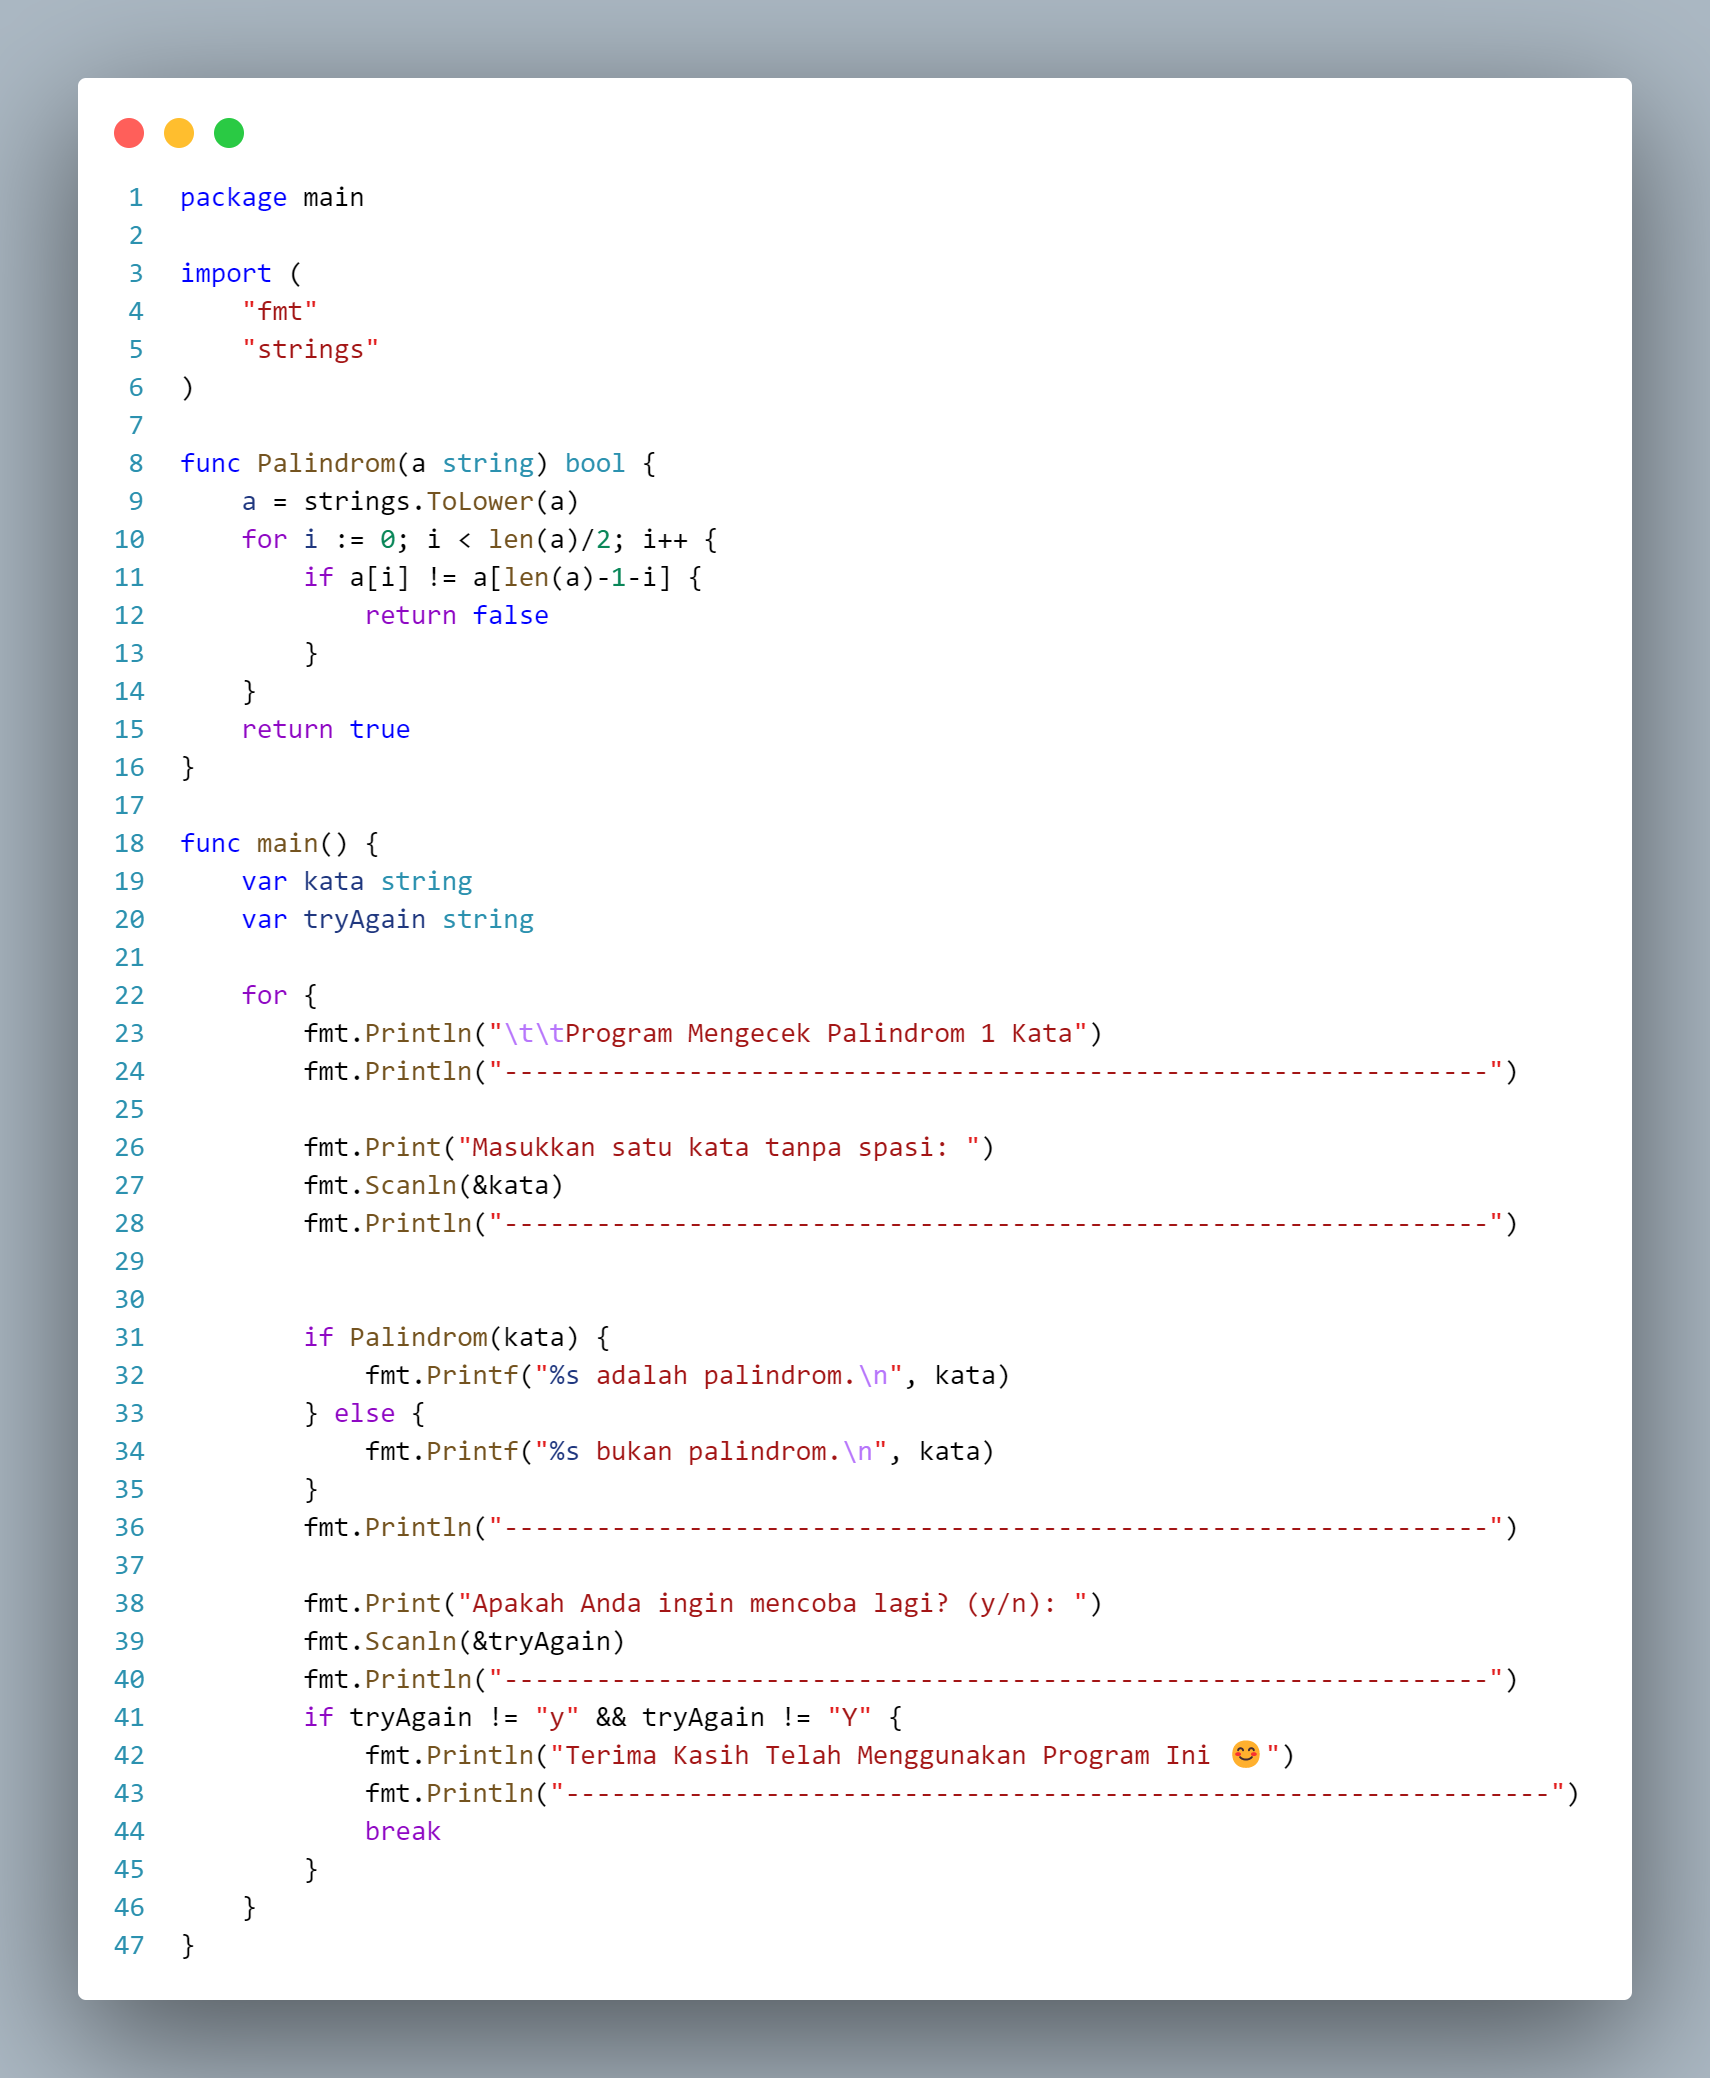 1 package main
2
3 import (
4     "fmt"
5     "strings"
6 )
7
8 func Palindrom(a string) bool {
9     a = strings.ToLower(a)
10     for i := 0; i < len(a)/2; i++ {
11         if a[i] != a[len(a)-1-i] {
12             return false
13         }
14     }
15     return true
16 }
17
18 func main() {
19     var kata string
20     var tryAgain string
21
22     for {
23         fmt.Println("\t\tProgram Mengecek Palindrom 1 Kata")
24         fmt.Println("----------------------------------------------------------------")
25
26         fmt.Print("Masukkan satu kata tanpa spasi: ")
27         fmt.Scanln(&kata)
28         fmt.Println("----------------------------------------------------------------")
29
30
31         if Palindrom(kata) {
32             fmt.Printf("%s adalah palindrom.\n", kata)
33         } else {
34             fmt.Printf("%s bukan palindrom.\n", kata)
35         }
36         fmt.Println("----------------------------------------------------------------")
37
38         fmt.Print("Apakah Anda ingin mencoba lagi? (y/n): ")
39         fmt.Scanln(&tryAgain)
40         fmt.Println("----------------------------------------------------------------")
41         if tryAgain != "y" && tryAgain != "Y" {
42             fmt.Println("Terima Kasih Telah Menggunakan Program Ini 😊")
43             fmt.Println("----------------------------------------------------------------")
44             break
45         }
46     }
47 }